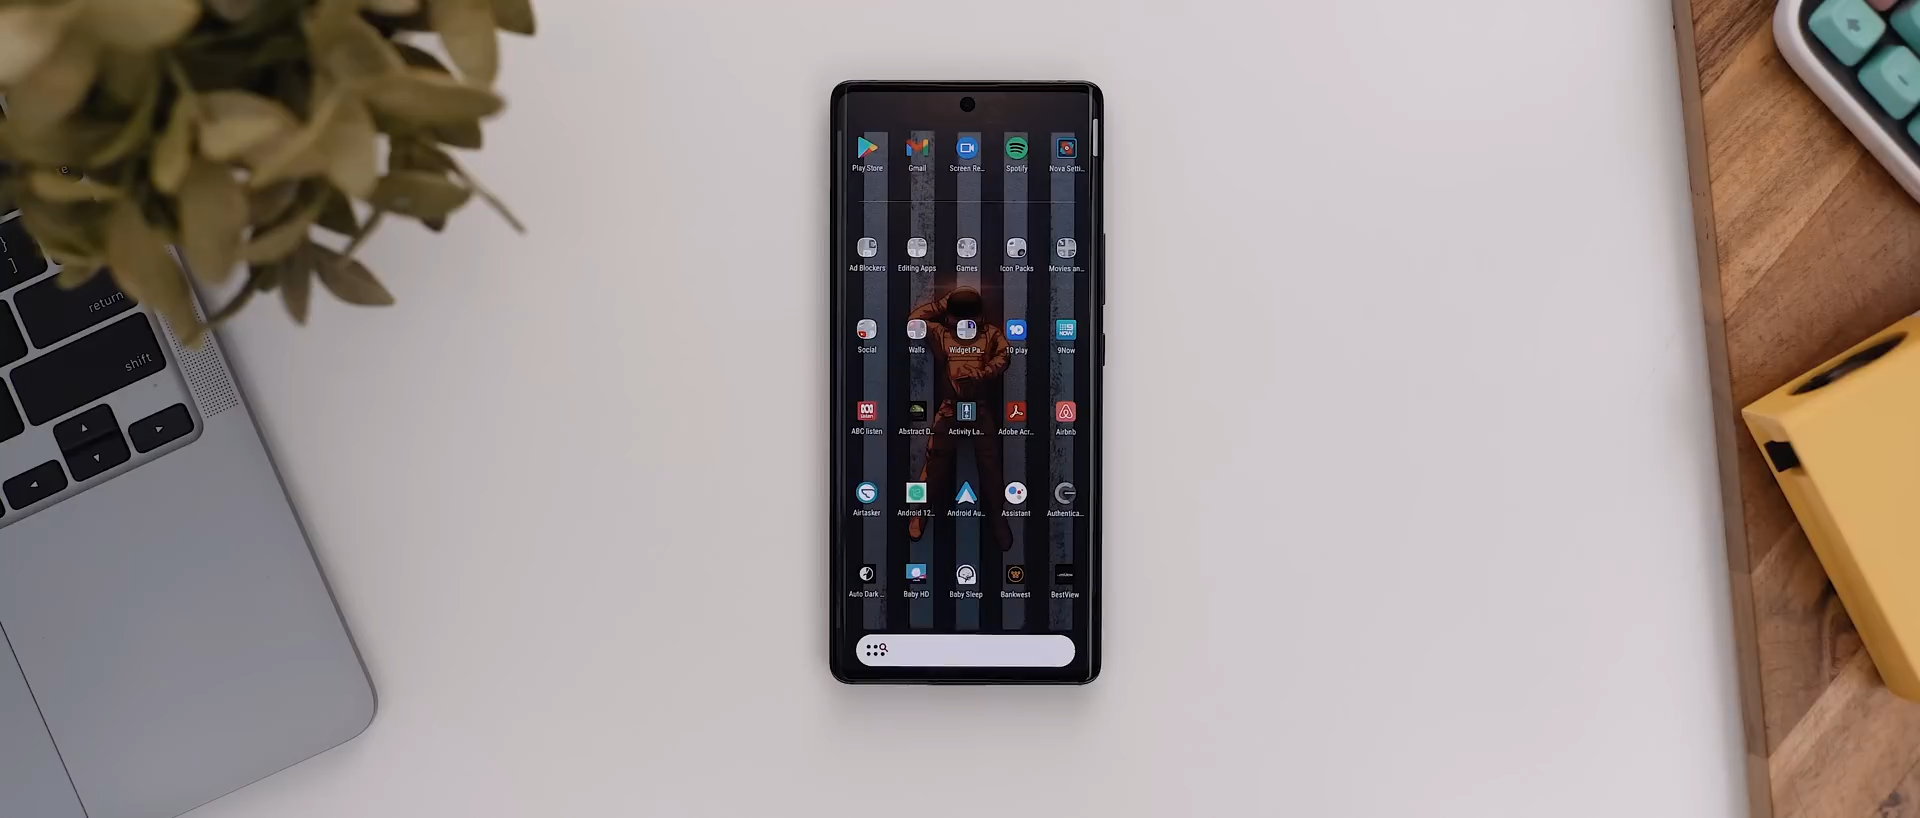 Play Store Gmail Screen Re... Spotify Nova Setti...
Ad Blockers Editing Apps Games Icon Packs Movies an...
Social Walls Widget Pa... 10 play 9Now
ABC listen Abstract D... Activity La... Adobe Acr... Airbnb
Airtasker Android 12... Android Au... Assistant Authentica...
Auto Dark ... Baby HD Baby Sleep Bankwest BestView
}
]
return
shift